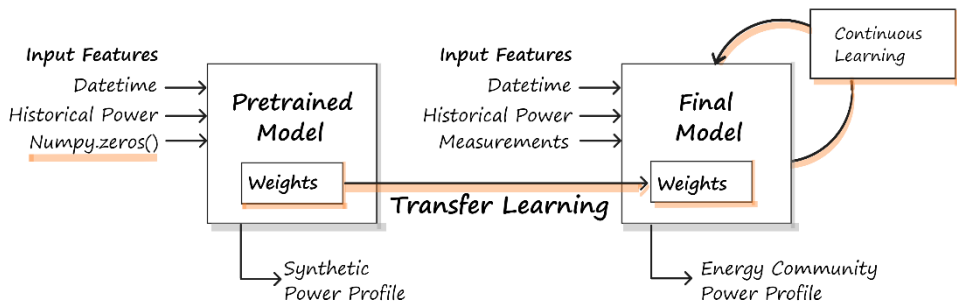 Input Features
Datetime
Historical Power
Numpy.zeros()
Pretrained
Model
Weights
Synthetic
Power Profile
Transfer Learning
Input Features
Datetime
Historical Power
Measurements
Final
Model
Weights
Energy Community
Power Profile
Continuous
Learning